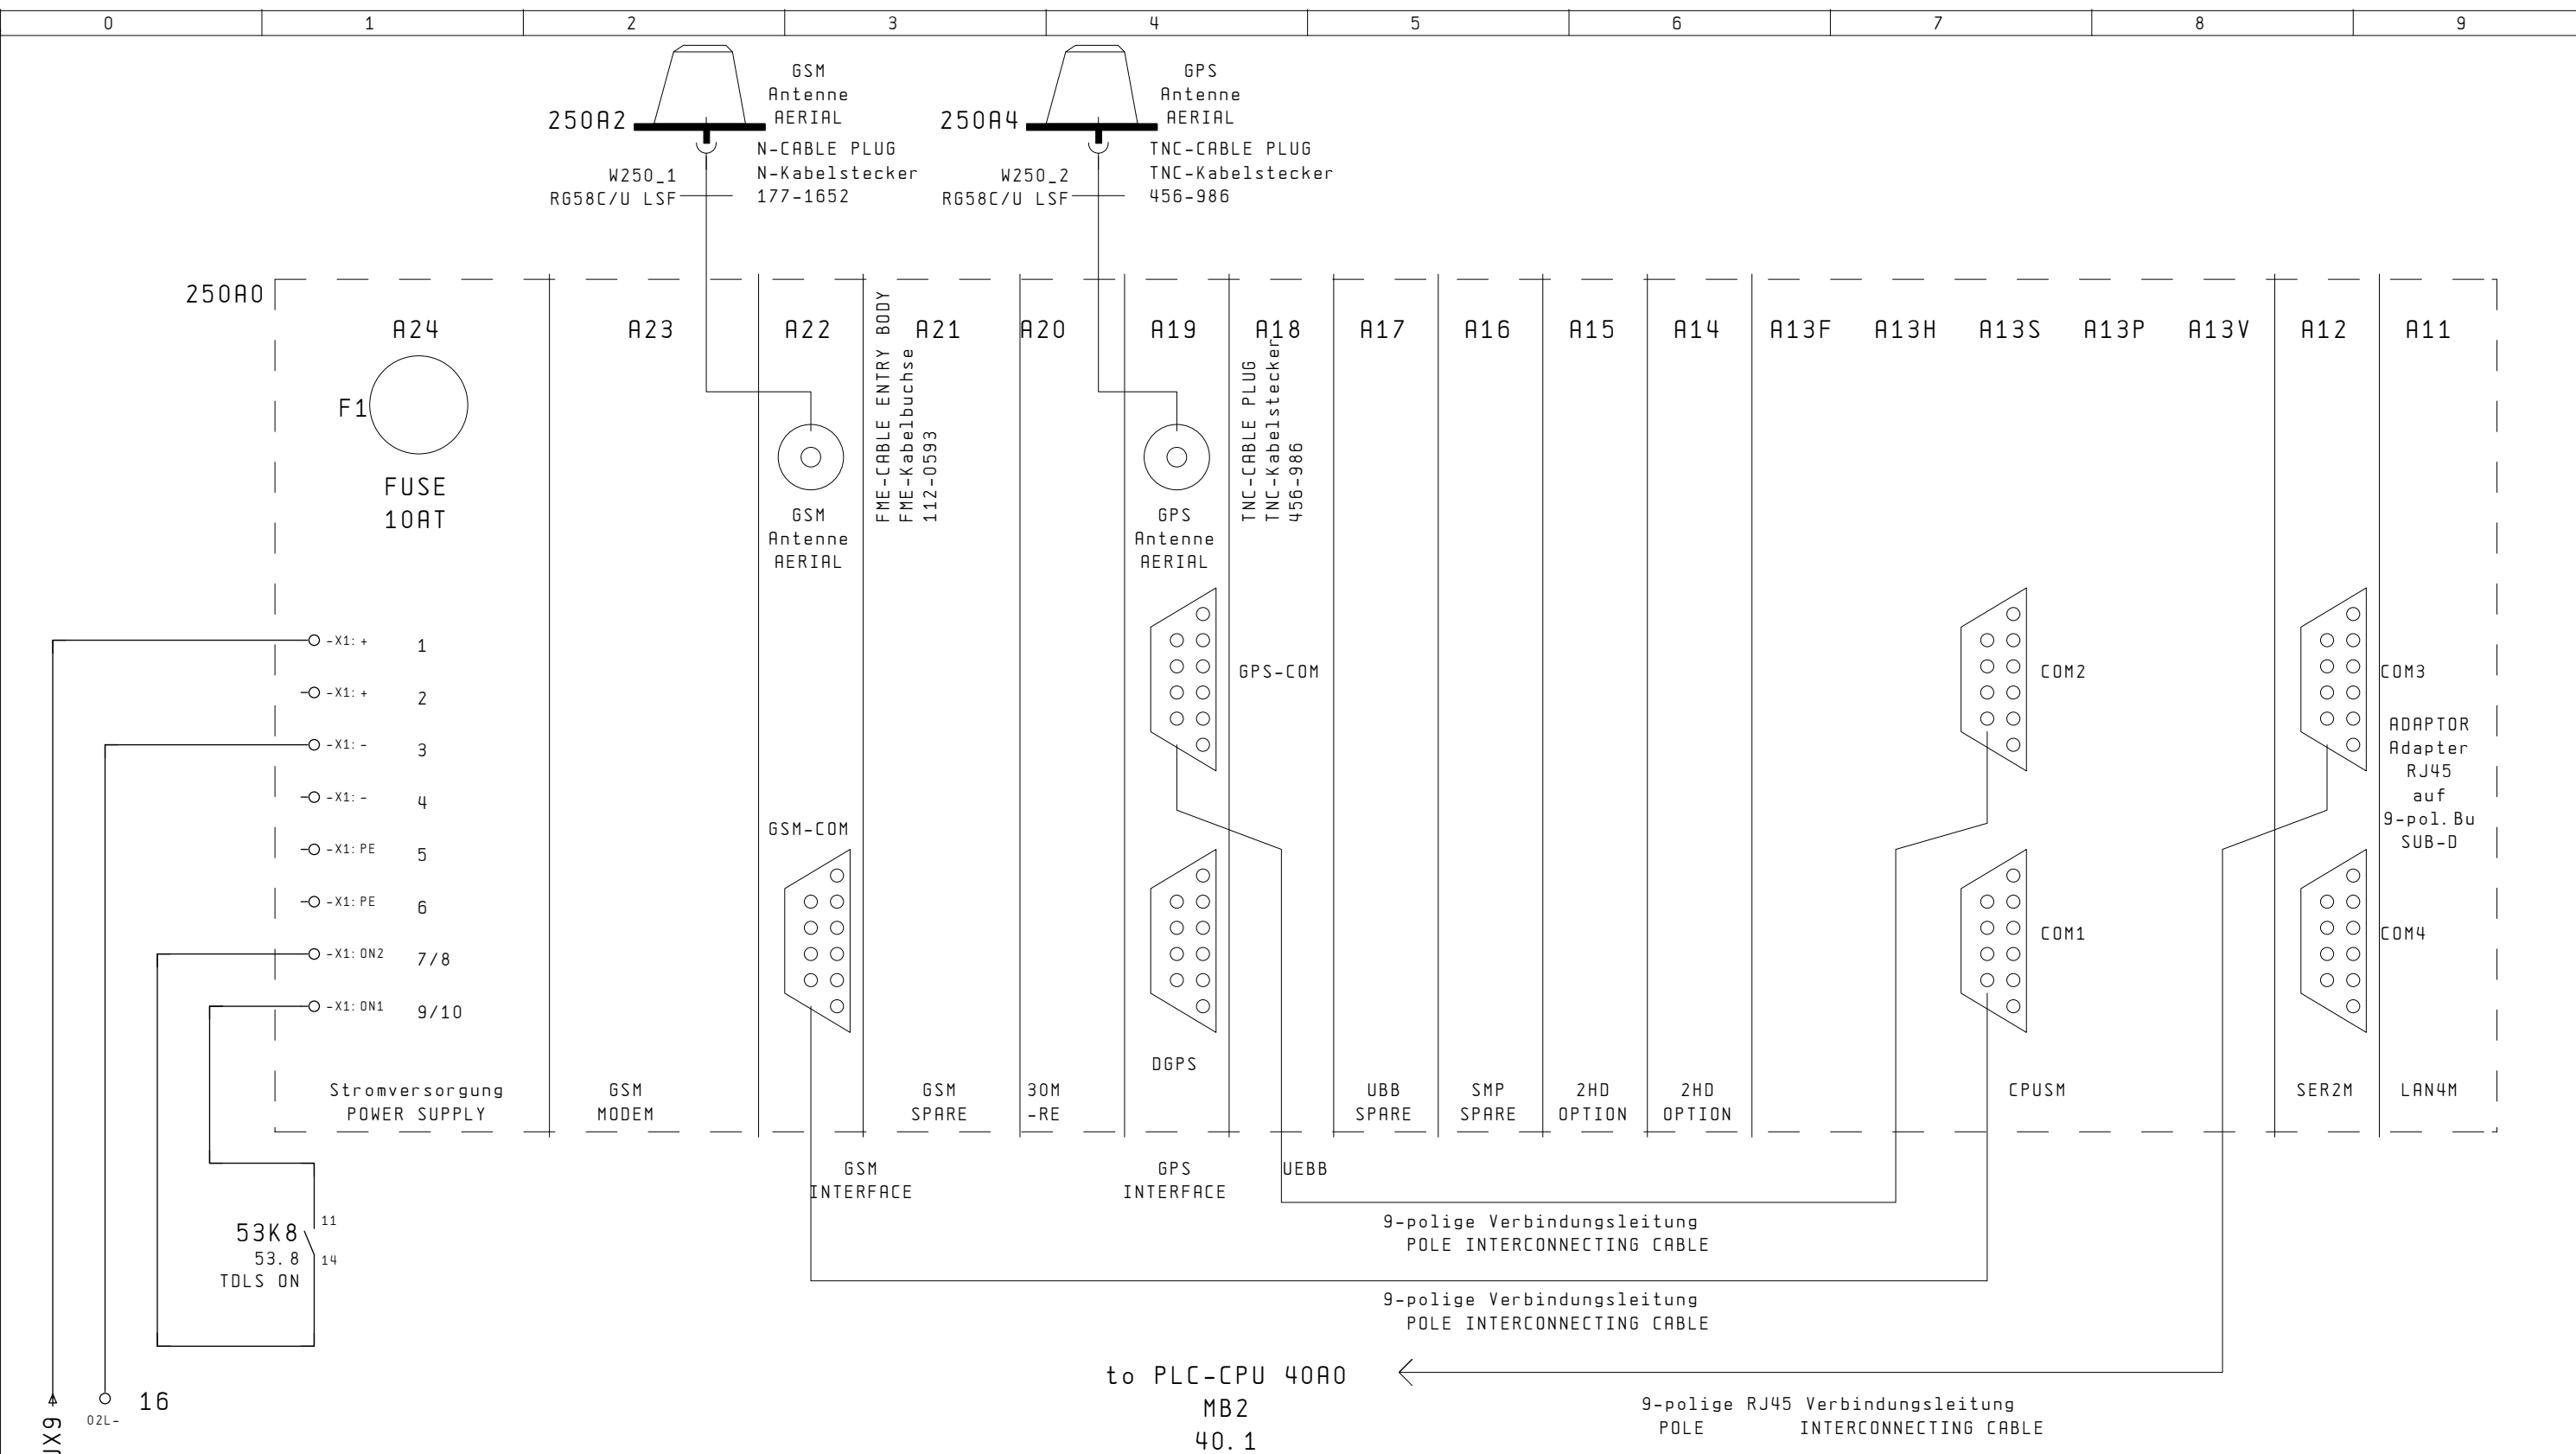 0 1 2 3 4 5 6 7 8 9
GSM
Antenne
AERIAL
250A2
N-CABLE PLUG
N-Kabelstecker
177-1652
W250_1
RG58C/U LSF
GPS
Antenne
AERIAL
250A4
TNC-CABLE PLUG
TNC-Kabelstecker
456-986
W250_2
RG58C/U LSF
250A0
A24 A23 A22 A21 A20 A19 A18 A17 A16 A15 A14 A13F A13H A13S A13P A13V A12 A11
F1
FUSE
10AT
FME-CABLE ENTRY BODY
FME-Kabelbuchse
112-0593
TNC-CABLE PLUG
TNC-Kabelstecker
456-986
GSM
Antenne
AERIAL
GPS
Antenne
AERIAL
-X1:+ 1
-X1:+ 2
-X1:- 3
-X1:- 4
-X1:PE 5
-X1:PE 6
-X1:ON2 7/8
-X1:ON1 9/10
GPS-COM
COM2
COM3
ADAPTOR
Adapter
RJ45
auf
9-pol.Bu
SUB-D
GSM-COM
COM1
COM4
DGPS
Stromversorgung
POWER SUPPLY
GSM
MODEM
GSM
SPARE
30M
-RE
UBB
SPARE
SMP
SPARE
2HD
OPTION
2HD
OPTION
CPUSM
SER2M
LAN4M
GSM
INTERFACE
GPS
INTERFACE
UEBB
9-polige Verbindungsleitung
POLE INTERCONNECTING CABLE
53K8
53.8
TDLS ON
11
14
9-polige Verbindungsleitung
POLE INTERCONNECTING CABLE
to PLC-CPU 40A0
MB2
40.1
9-polige RJ45 Verbindungsleitung
POLE INTERCONNECTING CABLE
02L-
16